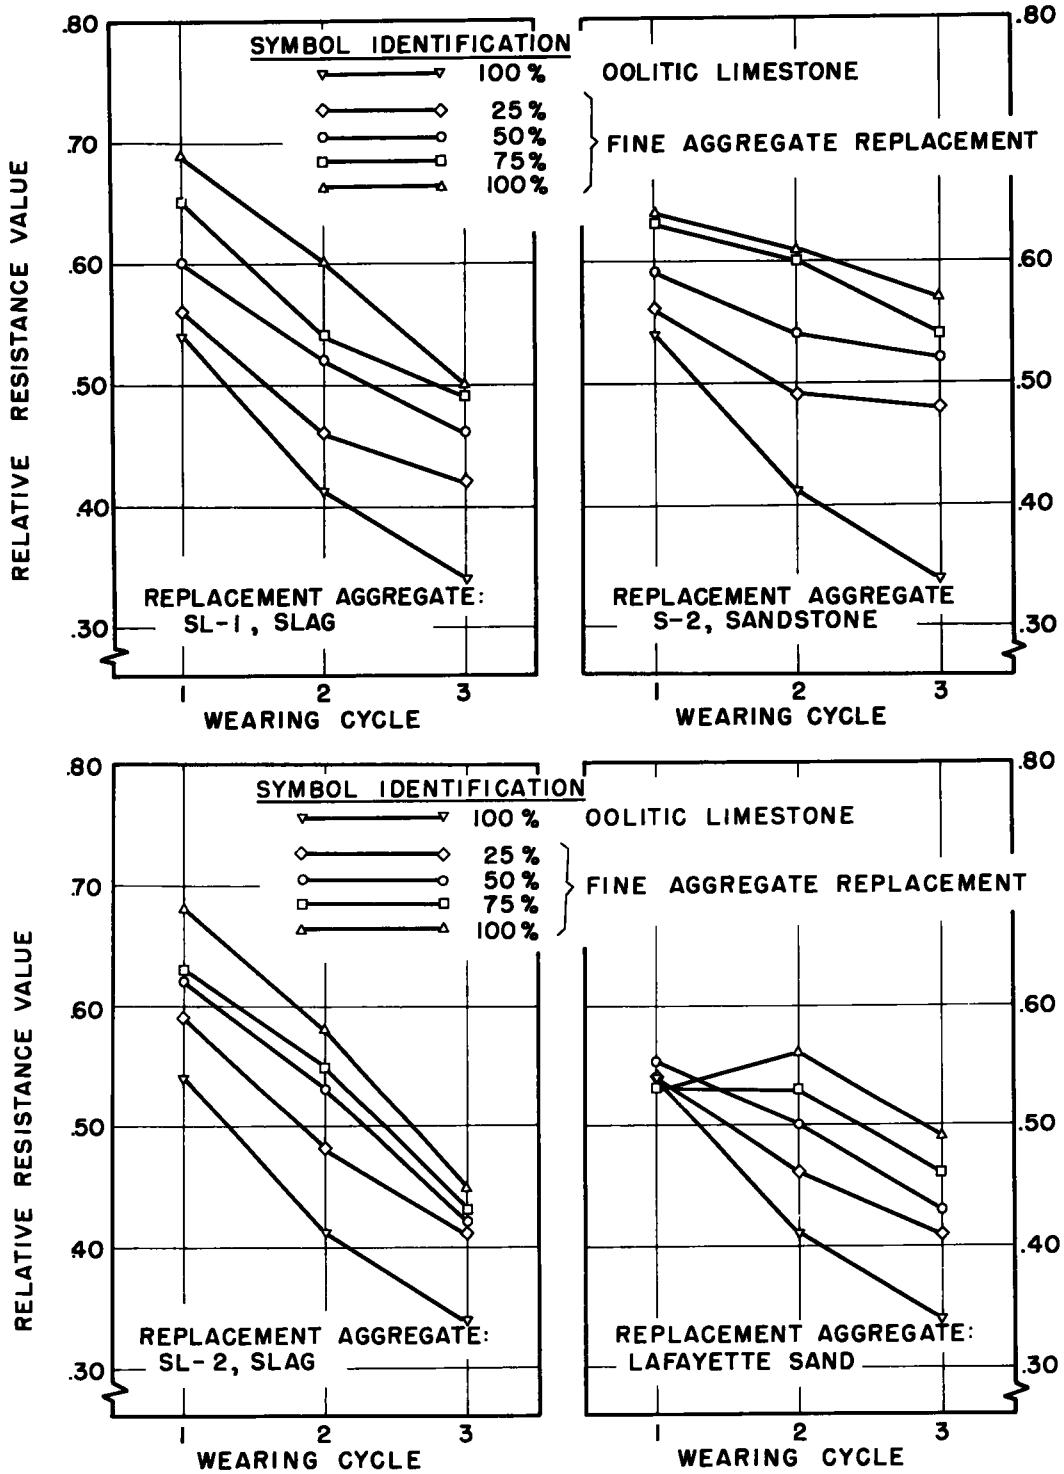 .80
.70
.60
.50
.40
.30
RELATIVE RESISTANCE VALUE
SYMBOL IDENTIFICATION
100 % OOLITIC LIMESTONE
25 %
50 %
75 %
100 %
FINE AGGREGATE REPLACEMENT
REPLACEMENT AGGREGATE:
SL-1, SLAG
1 2 3
WEARING CYCLE
.80
.60
.50
.40
.30
REPLACEMENT AGGREGATE
S-2, SANDSTONE
1 2 3
WEARING CYCLE
.80
.70
.60
.50
.40
.30
RELATIVE RESISTANCE VALUE
SYMBOL IDENTIFICATION
100 % OOLITIC LIMESTONE
25 %
50 %
75 %
100 %
FINE AGGREGATE REPLACEMENT
REPLACEMENT AGGREGATE:
SL-2, SLAG
1 2 3
WEARING CYCLE
.80
.60
.50
.40
.30
REPLACEMENT AGGREGATE:
LAFAYETTE SAND
1 2 3
WEARING CYCLE